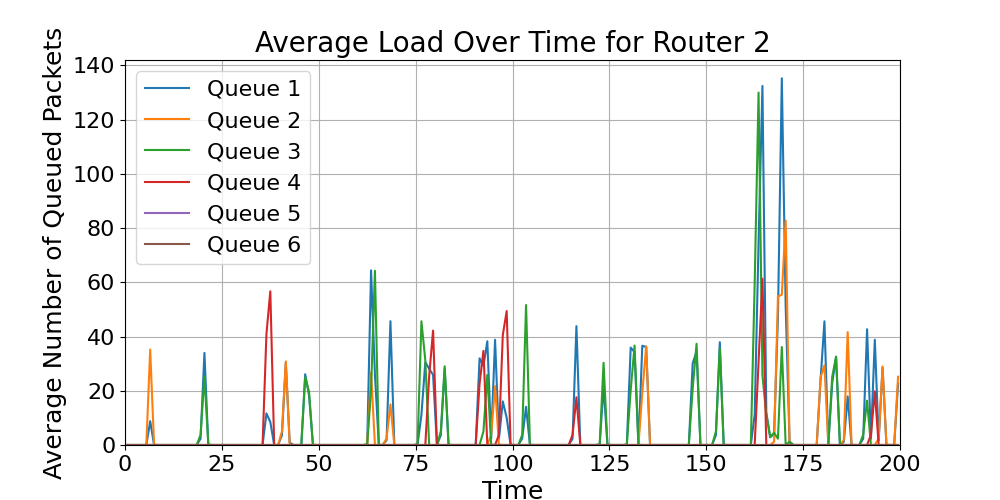 Average Load Over Time for Router 2
Average Number of Queued Packets
140
120
100
80
60
40
20
0
Queue 1
Queue 2
Queue 3
Queue 4
Queue 5
Queue 6
0 25 50 75 100 125 150 175 200
Time